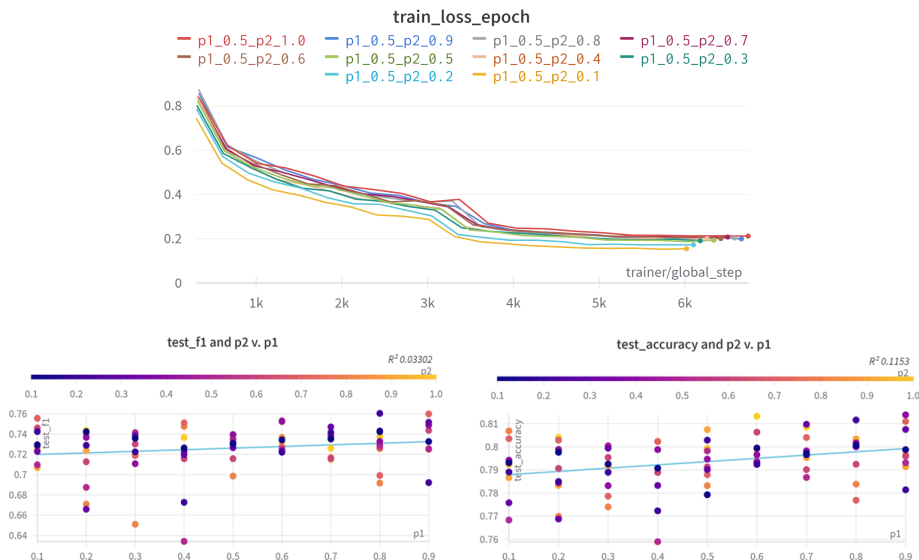 train_loss_epoch
p1_0.5_p2_1.0 p1_0.5_p2_0.9 p1_0.5_p2_0.8 p1_0.5_p2_0.7
p1_0.5_p2_0.6 p1_0.5_p2_0.5 p1_0.5_p2_0.4 p1_0.5_p2_0.3
p1_0.5_p2_0.2 p1_0.5_p2_0.1
0.8
0.6
0.4
0.2
trainer/global_step
0
1k 2k 3k 4k 5k 6k
test_f1 and p2 v. p1
R² 0.03302
p2
0.1 0.2 0.3 0.4 0.5 0.6 0.7 0.8 0.9 1.0
test_f1
0.76
0.74
0.72
0.7
0.68
0.66
0.64
p1
0.1 0.2 0.3 0.4 0.5 0.6 0.7 0.8 0.9
test_accuracy and p2 v. p1
R² 0.1153
p2
0.1 0.2 0.3 0.4 0.5 0.6 0.7 0.8 0.9 1.0
test_accuracy
0.81
0.8
0.79
0.78
0.77
0.76
p1
0.1 0.2 0.3 0.4 0.5 0.6 0.7 0.8 0.9